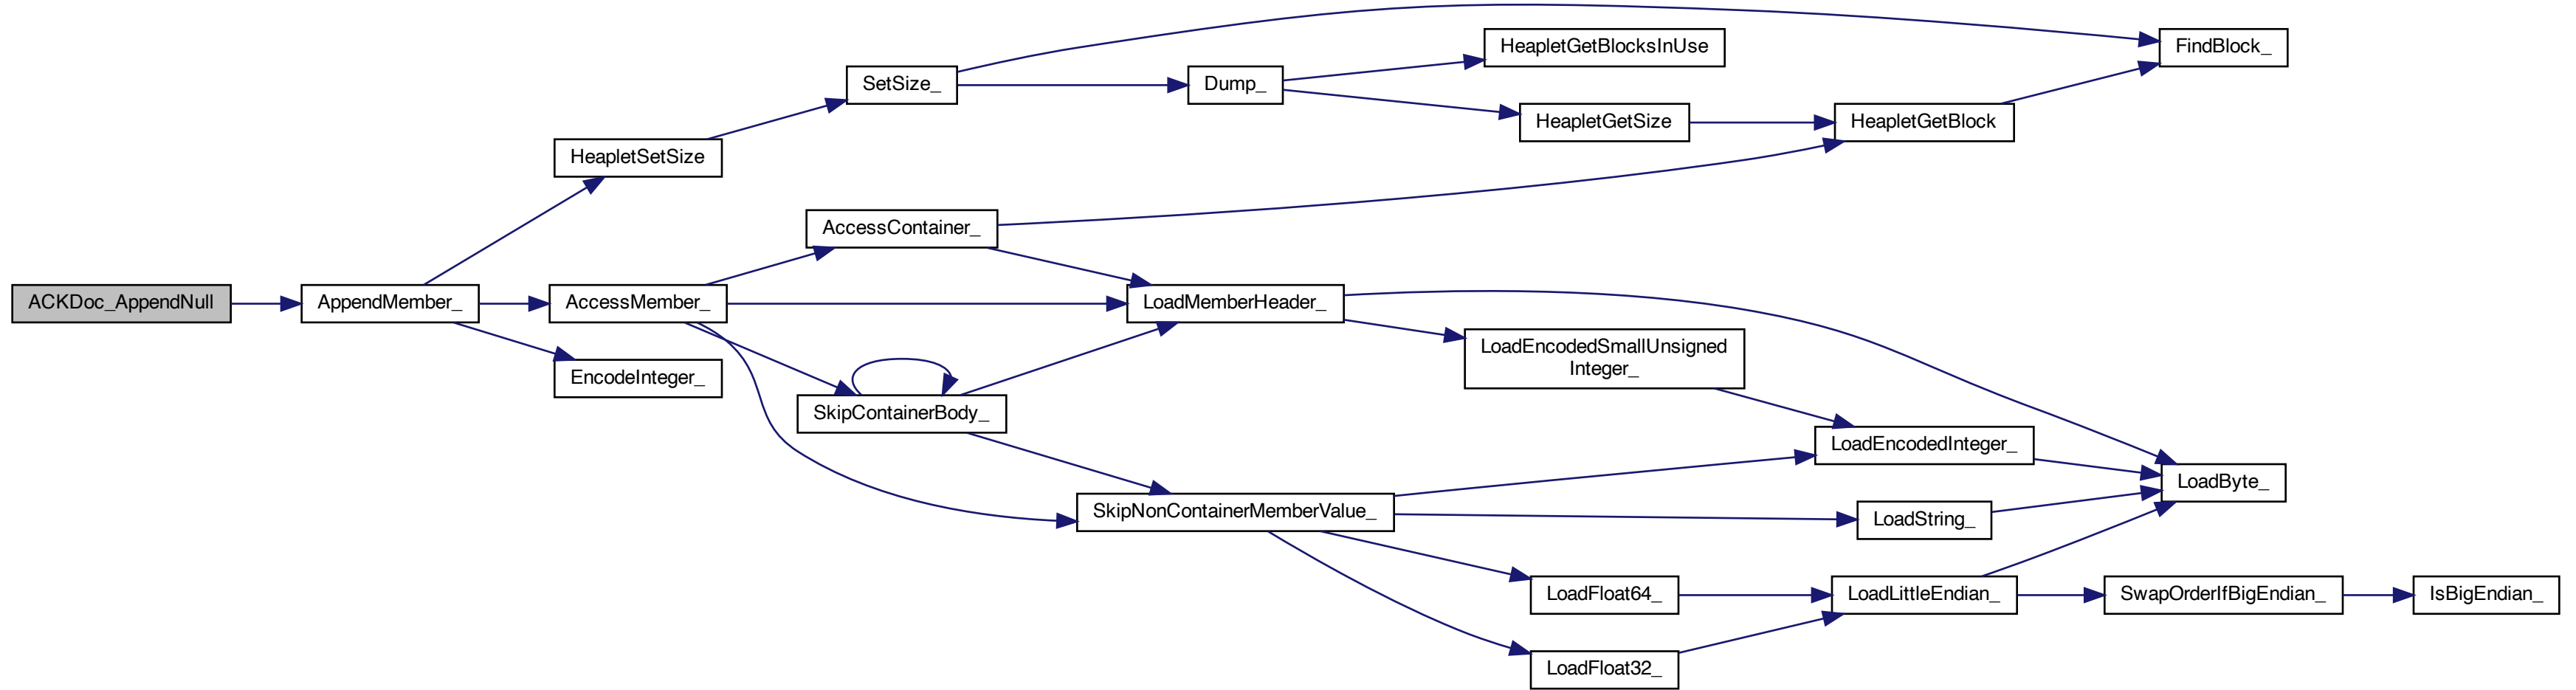 ACKDoc_AppendNull
AppendMember_
HeapletSetSize
AccessMember_
EncodeInteger_
SetSize_
AccessContainer_
SkipContainerBody_
Dump_
LoadMemberHeader_
SkipNonContainerMemberValue_
HeapletGetBlocksInUse
HeapletGetSize
LoadEncodedSmallUnsigned
Integer_
LoadFloat64_
LoadFloat32_
HeapletGetBlock
LoadEncodedInteger_
LoadString_
LoadLittleEndian_
FindBlock_
LoadByte_
SwapOrderIfBigEndian_
IsBigEndian_